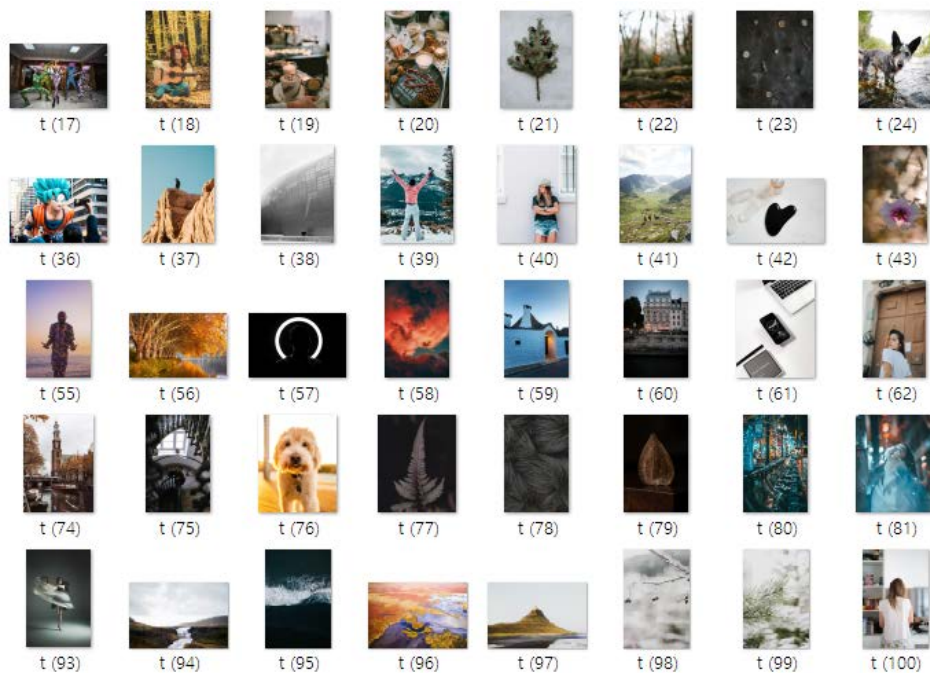 t (17) t (18) t (19) t (20) t (21) t (22) t (23) t (24)
t (36) t (37) t (38) t (39) t (40) t (41) t (42) t (43)
t (55) t (56) t (57) t (58) t (59) t (60) t (61) t (62)
t (74) t (75) t (76) t (77) t (78) t (79) t (80) t (81)
t (93) t (94) t (95) t (96) t (97) t (98) t (99) t (100)